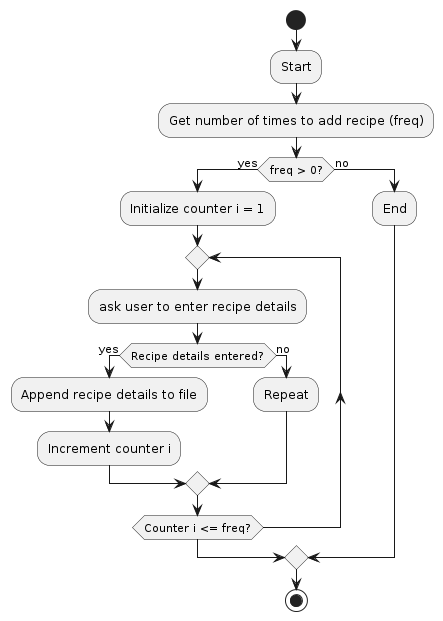 Start
Get number of times to add recipe (freq)
yes
freq > 0?
no
Initialize counter i = 1
End
ask user to enter recipe details
yes
Recipe details entered?
no
Append recipe details to file
Repeat
Increment counter i
Counter i <= freq?